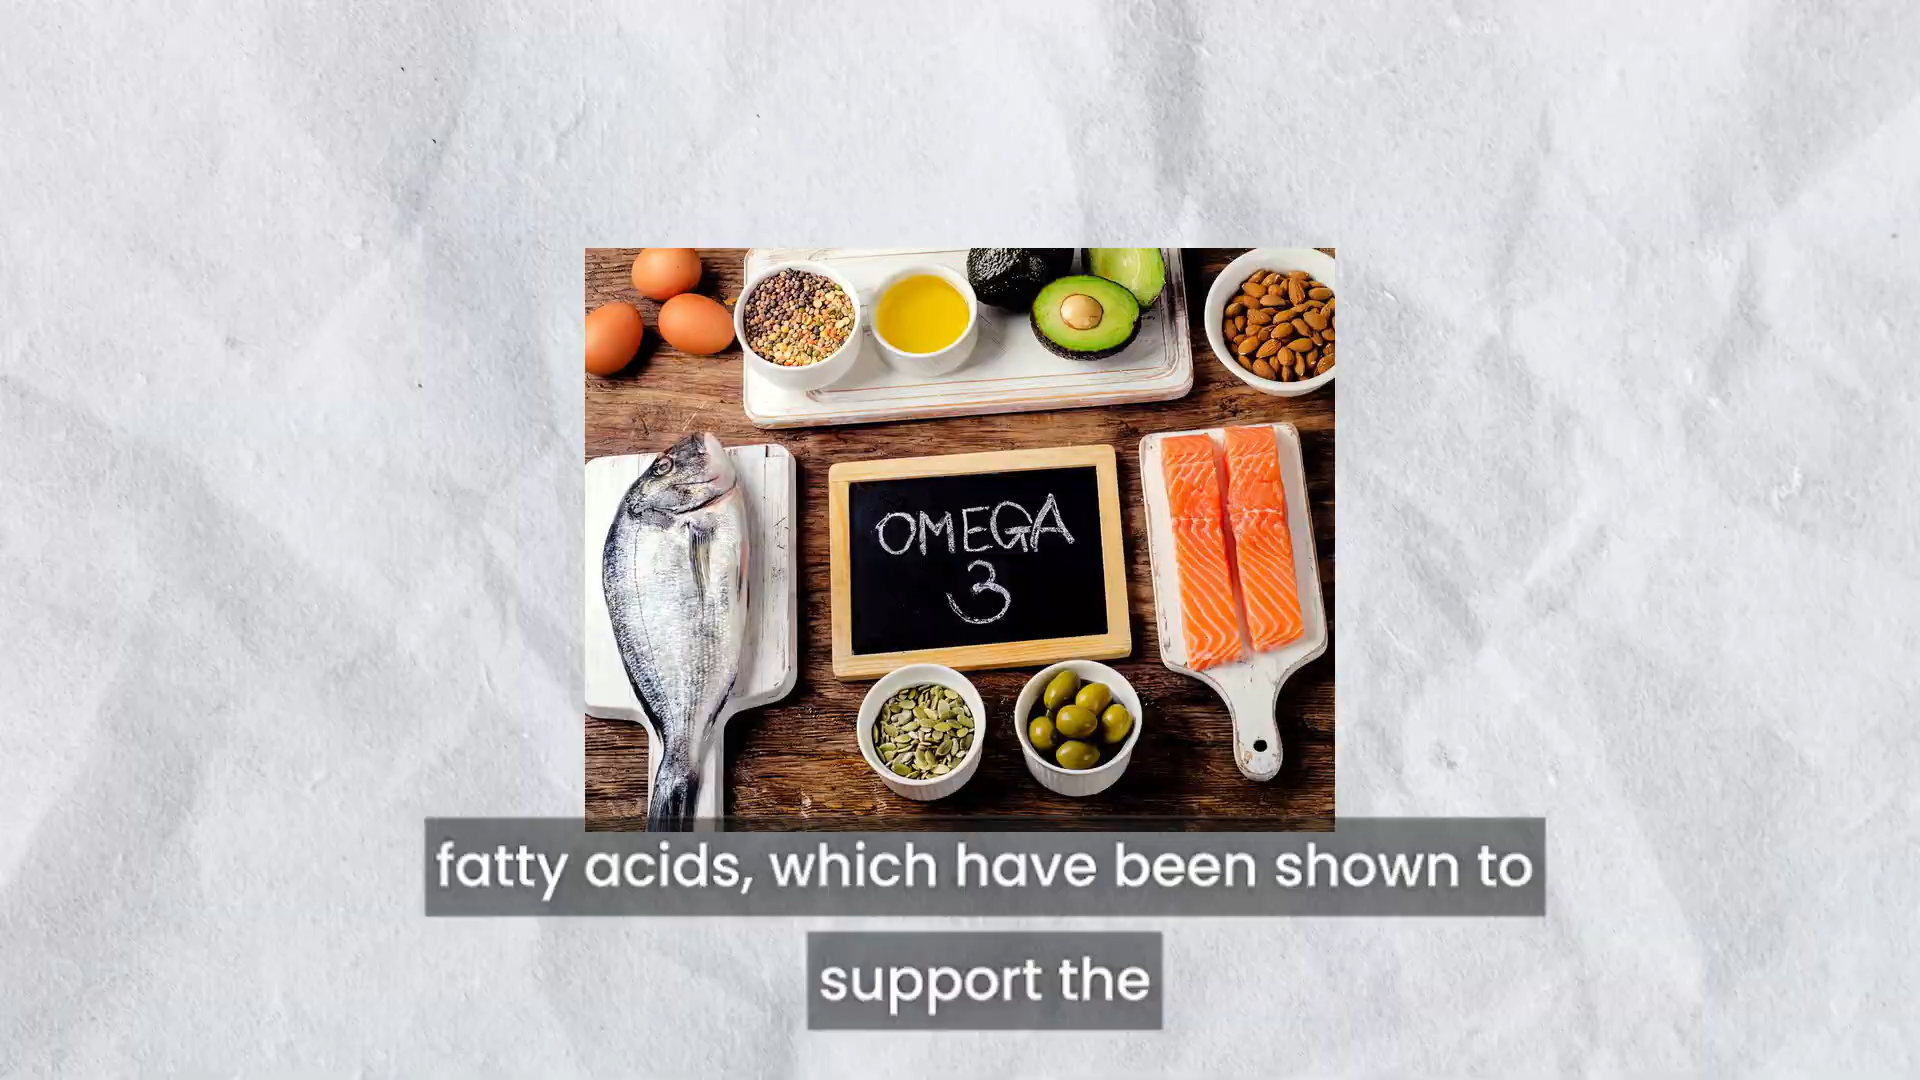 OMEGA
3
fatty acids, which have been shown to
support the